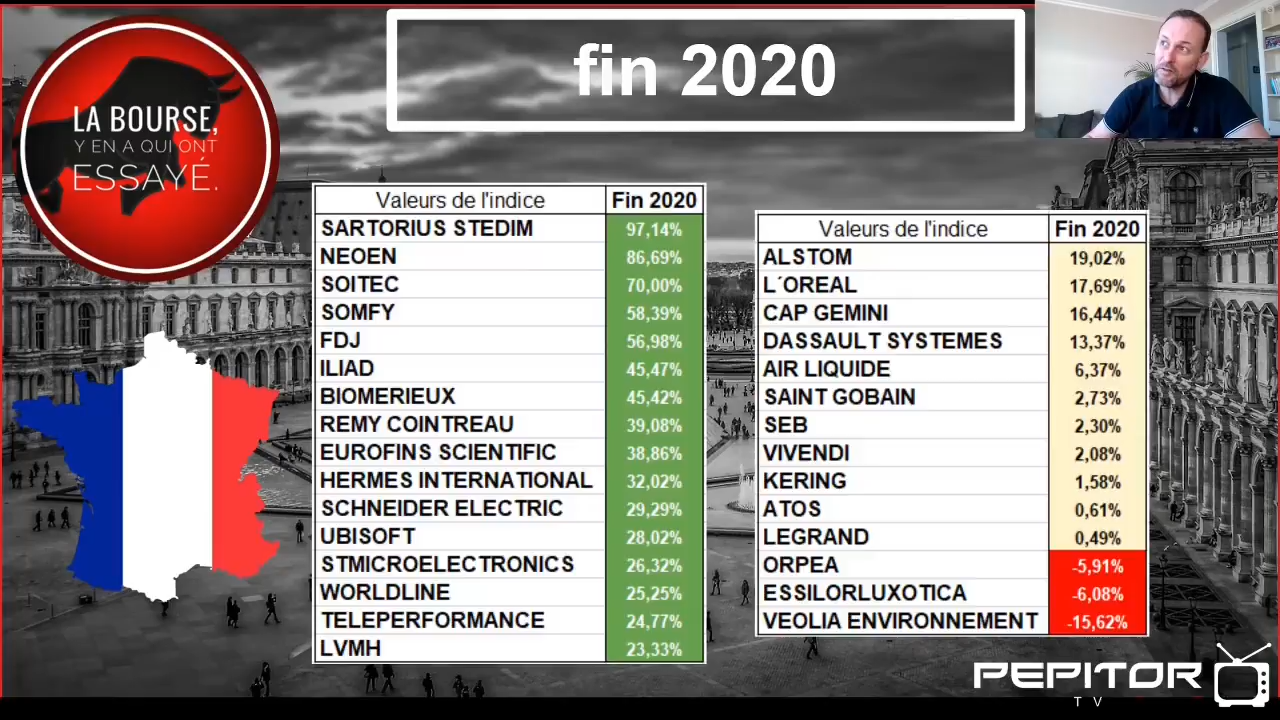 LA BOURSE,
Y EN A QUI ONT
ESSAYÉ.
fin 2020
Valeurs de l'indice Fin 2020
SARTORIUS STEDIM 97,14%
NEOEN 86,69%
SOITEC 70,00%
SOMFY 58,39%
FDJ 56,98%
ILIAD 45,47%
BIOMERIEUX 45,42%
REMY COINTREAU 39,08%
EUROFINS SCIENTIFIC 38,86%
HERMES INTERNATIONAL 32,02%
SCHNEIDER ELECTRIC 29,29%
UBISOFT 28,02%
STMICROELECTRONICS 26,32%
WORLDLINE 25,25%
TELEPERFORMANCE 24,77%
LVMH 23,33%
Valeurs de l'indice Fin 2020
ALSTOM 19,02%
L´OREAL 17,69%
CAP GEMINI 16,44%
DASSAULT SYSTEMES 13,37%
AIR LIQUIDE 6,37%
SAINT GOBAIN 2,73%
SEB 2,30%
VIVENDI 2,08%
KERING 1,58%
ATOS 0,61%
LEGRAND 0,49%
ORPEA -5,91%
ESSILORLUXOTICA -6,08%
VEOLIA ENVIRONNEMENT -15,62%
PEPITOR
TV